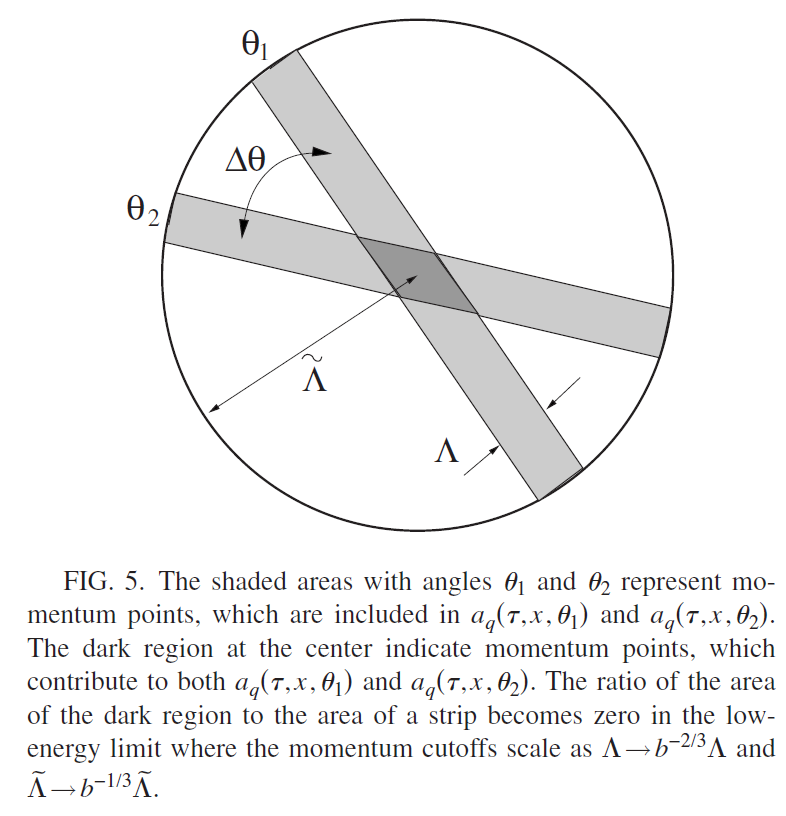 θ1
Δθ
θ2
Λ̃
Λ
FIG. 5. The shaded areas with angles θ1 and θ2 represent mo-
mentum points, which are included in aq(τ,x,θ1) and aq(τ,x,θ2).
The dark region at the center indicate momentum points, which
contribute to both aq(τ,x,θ1) and aq(τ,x,θ2). The ratio of the area
of the dark region to the area of a strip becomes zero in the low-
energy limit where the momentum cutoffs scale as Λ→b−2/3Λ and
Λ̃→b−1/3Λ̃.